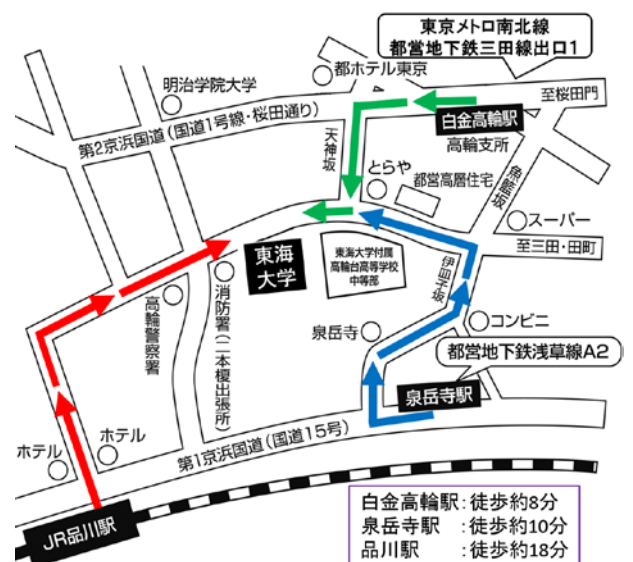 東京メトロ南北線
都営地下鉄三田線出口1
都ホテル東京
明治学院大学
至桜田門
白金高輪駅
第2京浜国道(国道1号線・桜田通り)
高輪支所
天神坂
とらや
都営高層住宅
魚籃坂
スーパー
至三田・田町
東海
大学
東海大学付属
高輪台高等学校
中等部
伊皿子坂
高輪警察署
消防署(二本榎出張所)
泉岳寺
コンビニ
都営地下鉄浅草線A2
泉岳寺駅
ホテル
ホテル
第1京浜国道(国道15号)
JR品川駅
白金高輪駅:徒歩約8分
泉岳寺駅 :徒歩約10分
品川駅 :徒歩約18分